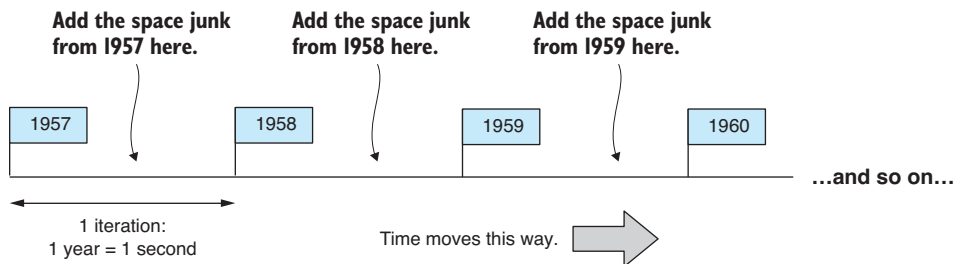 Add the space junk
from 1957 here.
Add the space junk
from 1958 here.
Add the space junk
from 1959 here.
1957
1958
1959
1960
...and so on...
1 iteration:
1 year = 1 second
Time moves this way.